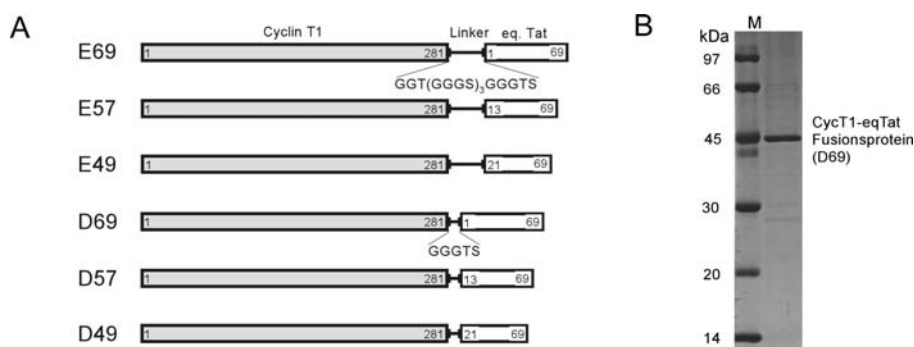 A
Cyclin T1 Linker eq. Tat
E69 1 281 1 69
GGT(GGGS)3GGGTS
E57 1 281 13 69
E49 1 281 21 69
D69 1 281 1 69
GGGTS
D57 1 281 13 69
D49 1 281 21 69
B
M
kDa
97
66
45
30
20
14
CycT1-eqTat
Fusionsprotein
(D69)